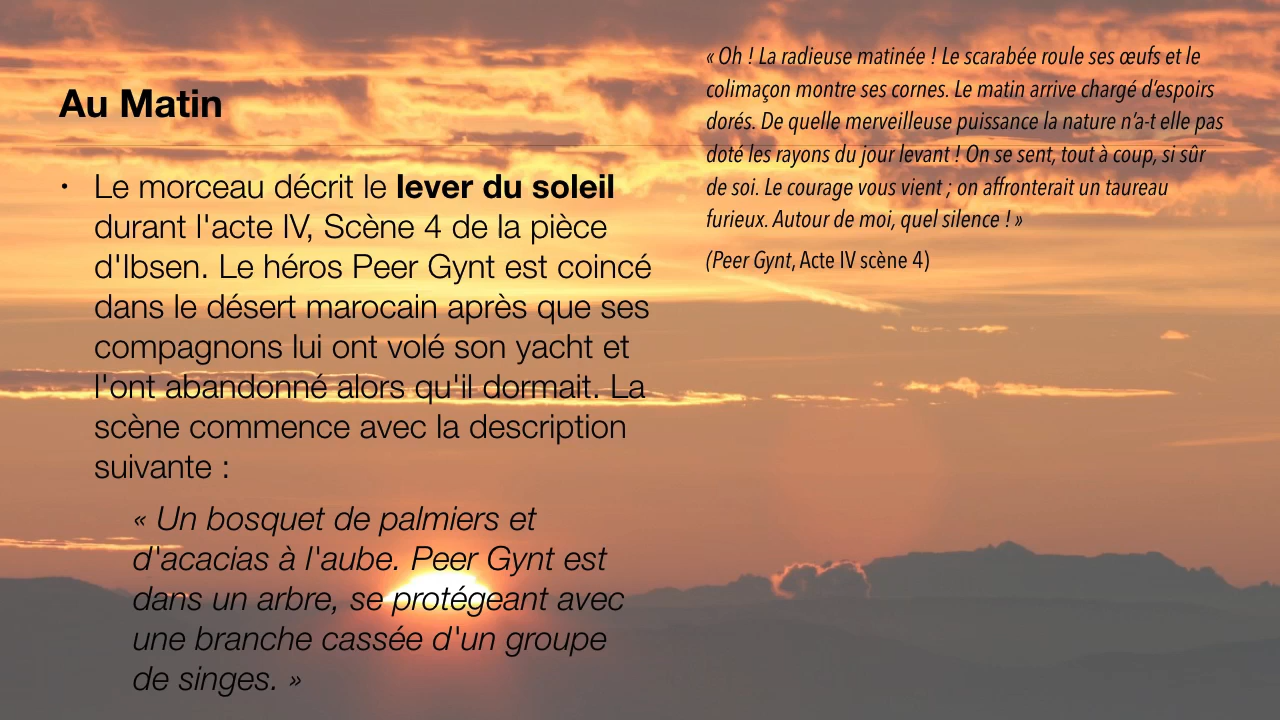 Au Matin
• Le morceau décrit le lever du soleil
durant l'acte IV, Scène 4 de la pièce
d'Ibsen. Le héros Peer Gynt est coincé
dans le désert marocain après que ses
compagnons lui ont volé son yacht et
l'ont abandonné alors qu'il dormait. La
scène commence avec la description
suivante :
« Un bosquet de palmiers et
d'acacias à l'aube. Peer Gynt est
dans un arbre, se protégeant avec
une branche cassée d'un groupe
de singes. »
« Oh ! La radieuse matinée ! Le scarabée roule ses œufs et le
colimaçon montre ses cornes. Le matin arrive chargé d’espoirs
dorés. De quelle merveilleuse puissance la nature n’a-t elle pas
doté les rayons du jour levant ! On se sent, tout à coup, si sûr
de soi. Le courage vous vient ; on affronterait un taureau
furieux. Autour de moi, quel silence ! »
(Peer Gynt, Acte IV scène 4)